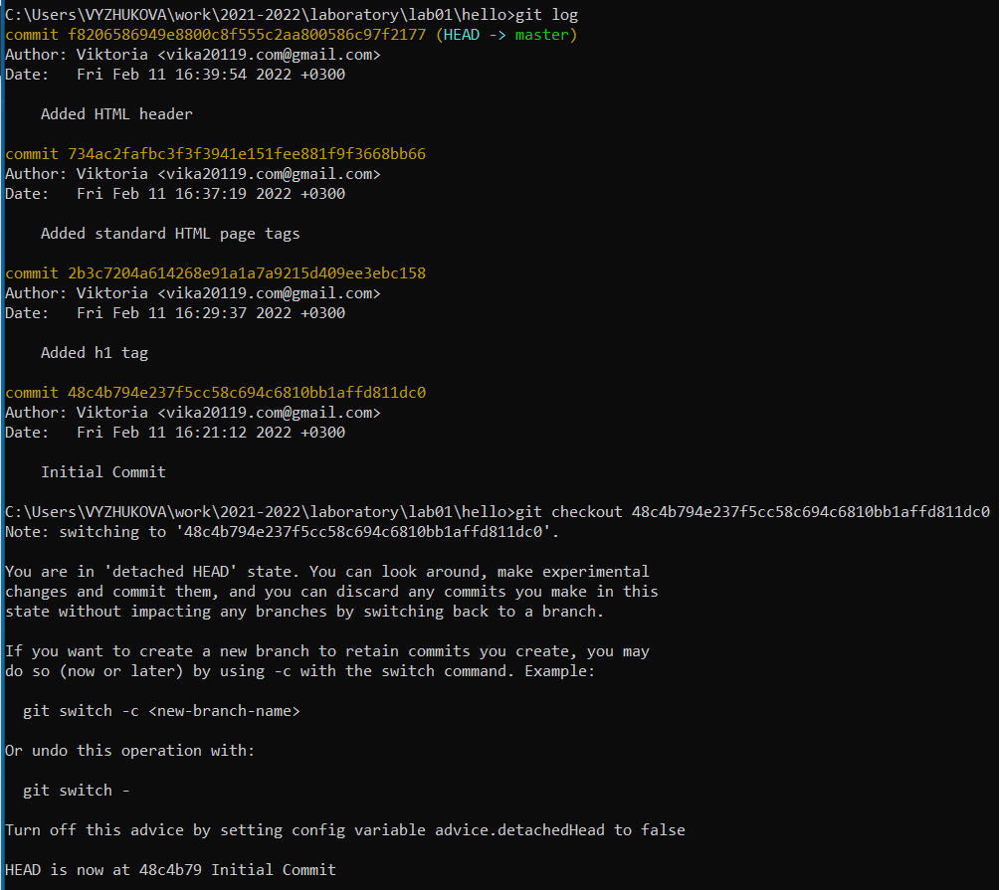 C:\Users\VYZHUKOVA\work\2021-2022\laboratory\lab01\hello>git log
commit f8206586949e8800c8f555c2aa800586c97f2177 (HEAD -> master)
Author: Viktoria <vika20119.com@gmail.com>
Date:   Fri Feb 11 16:39:54 2022 +0300

    Added HTML header

commit 734ac2fafbc3f3f3941e151fee881f9f3668bb66
Author: Viktoria <vika20119.com@gmail.com>
Date:   Fri Feb 11 16:37:19 2022 +0300

    Added standard HTML page tags

commit 2b3c7204a614268e91a1a7a9215d409ee3ebc158
Author: Viktoria <vika20119.com@gmail.com>
Date:   Fri Feb 11 16:29:37 2022 +0300

    Added h1 tag

commit 48c4b794e237f5cc58c694c6810bb1affd811dc0
Author: Viktoria <vika20119.com@gmail.com>
Date:   Fri Feb 11 16:21:12 2022 +0300

    Initial Commit

C:\Users\VYZHUKOVA\work\2021-2022\laboratory\lab01\hello>git checkout 48c4b794e237f5cc58c694c6810bb1affd811dc0
Note: switching to '48c4b794e237f5cc58c694c6810bb1affd811dc0'.

You are in 'detached HEAD' state. You can look around, make experimental
changes and commit them, and you can discard any commits you make in this
state without impacting any branches by switching back to a branch.

If you want to create a new branch to retain commits you create, you may
do so (now or later) by using -c with the switch command. Example:

  git switch -c <new-branch-name>

Or undo this operation with:

  git switch -

Turn off this advice by setting config variable advice.detachedHead to false

HEAD is now at 48c4b79 Initial Commit